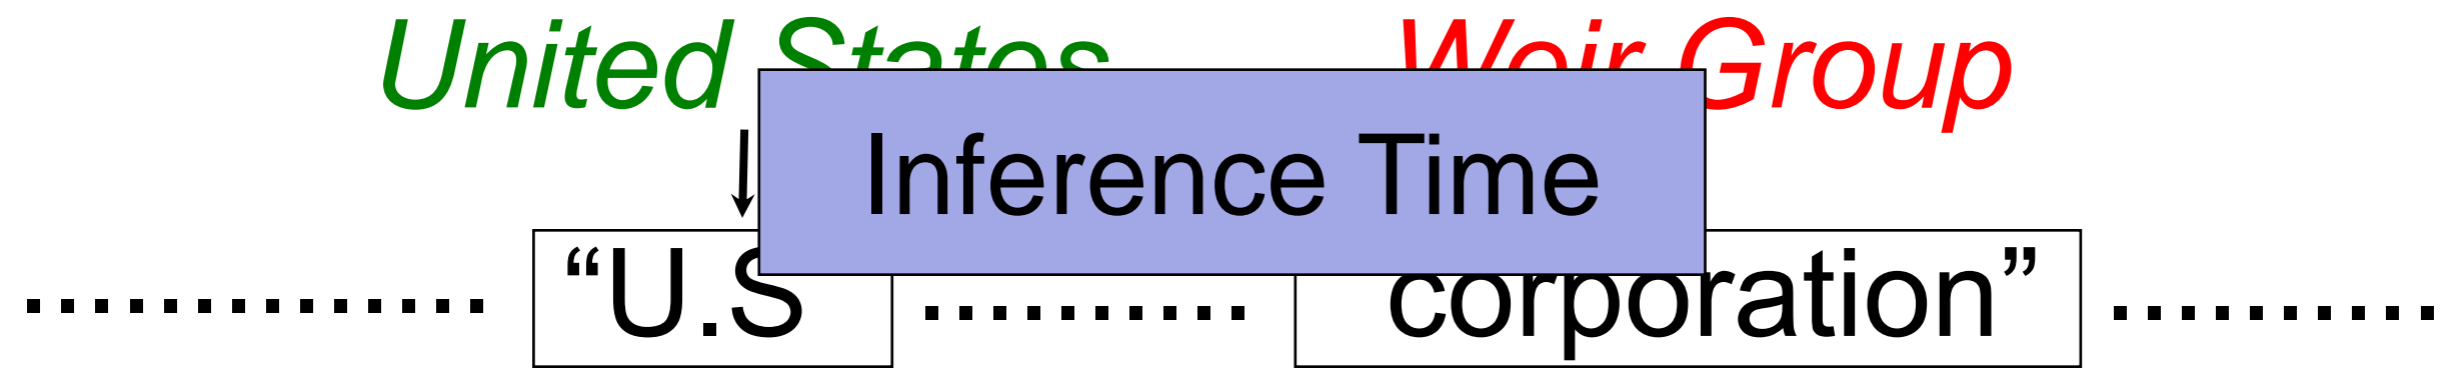 United States Weir Group
Inference Time
“U.S .......... corporation”